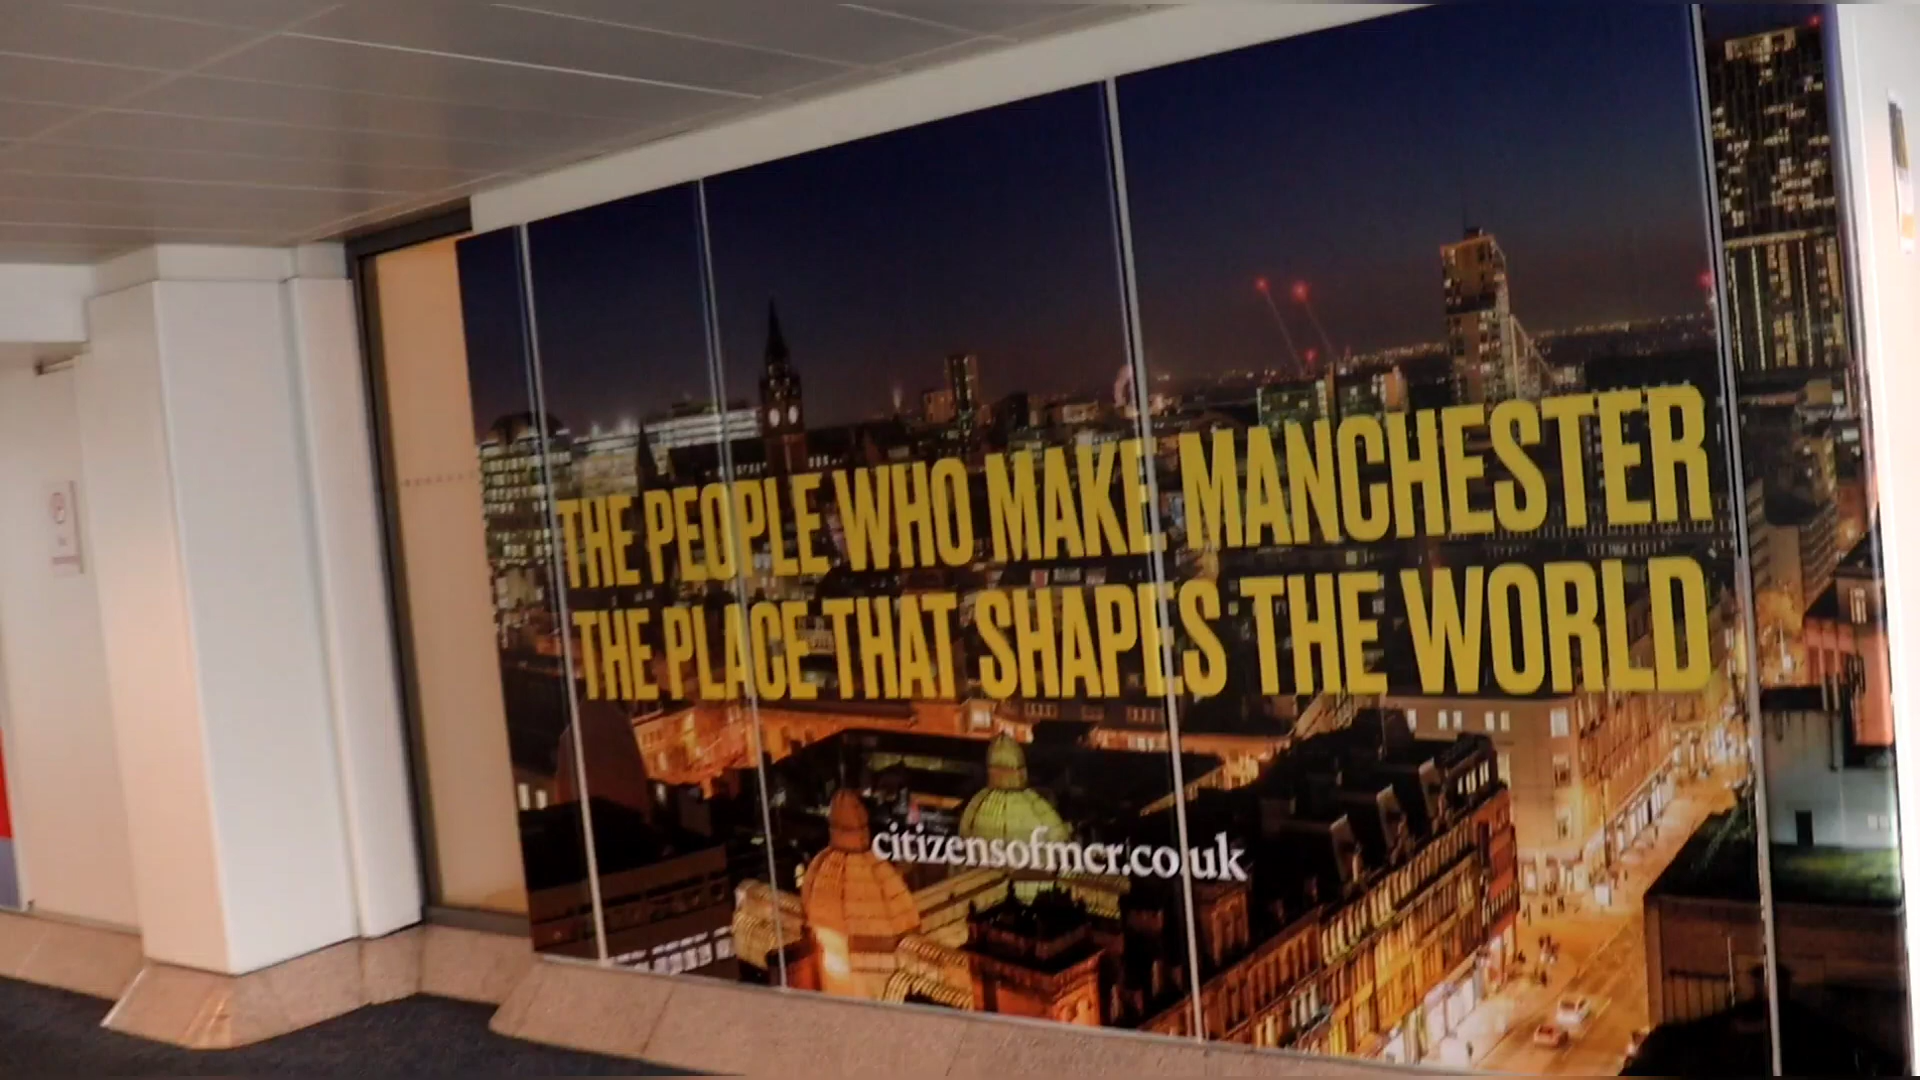 THE PEOPLE WHO MAKE MANCHESTER
THE PLACE THAT SHAPES THE WORLD
citizensofmcr.co.uk